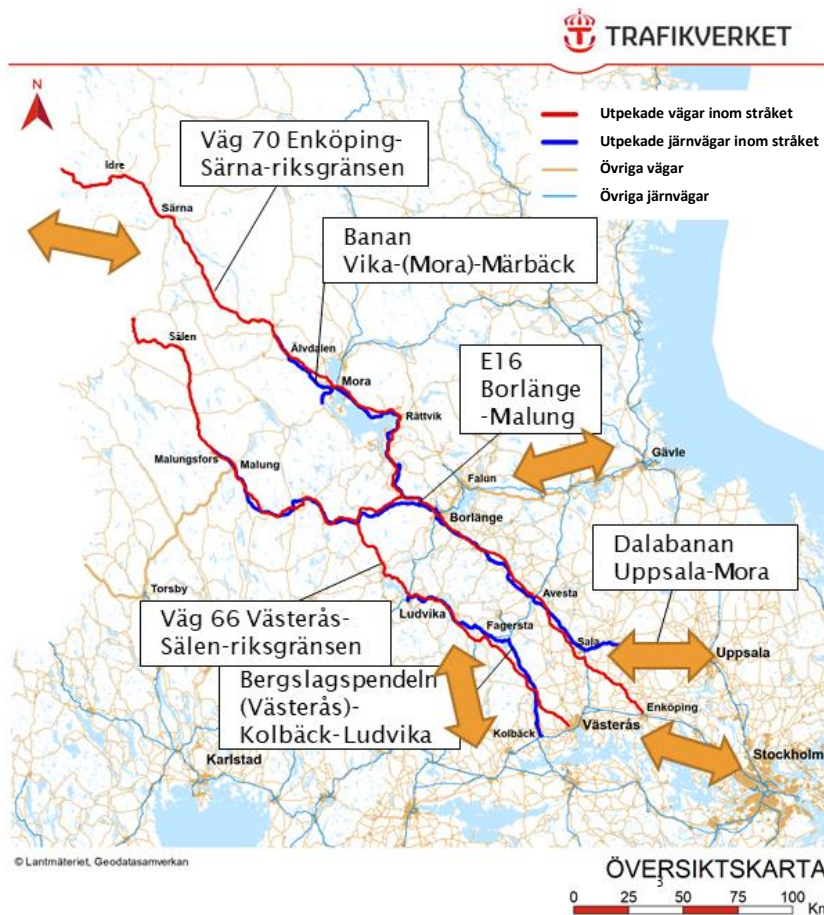 TRAFIKVERKET
N
Utpekade vägar inom stråket
Utpekade järnvägar inom stråket
Övriga vägar
Övriga järnvägar
Väg 70 Enköping-
Särna-riksgränsen
Idre
Särna
Banan
Vika-(Mora)-Märbäck
Sälen
Älvdalen
Mora
E16
Borlänge
-Malung
Rättvik
Malungsfors
Malung
Gävle
Falun
Borlänge
Dalabanan
Uppsala-Mora
Torsby
Avesta
Väg 66 Västerås-
Sälen-riksgränsen
Ludvika
Fagersta
Sala
Uppsala
Bergslagspendeln
(Västerås)-
Kolbäck-Ludvika
Enköping
Kolbäck
Västerås
Karlstad
Stockholm
© Lantmäteriet, Geodatasamverkan
ÖVERSIKTSKARTA
3
0 25 50 75 100 Km